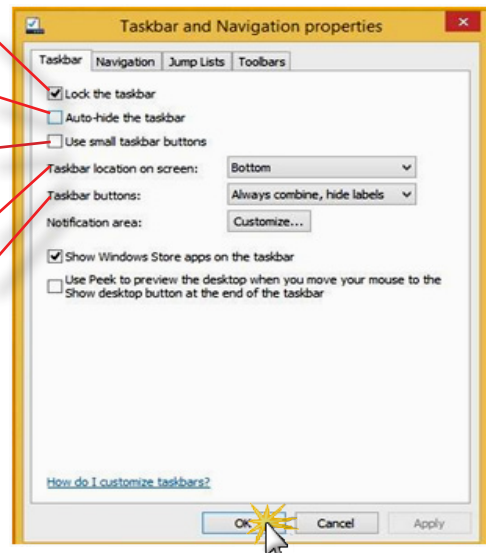 Taskbar and Navigation properties
Taskbar Navigation Jump Lists Toolbars
Lock the taskbar
Auto-hide the taskbar
Use small taskbar buttons
Taskbar location on screen: Bottom
Taskbar buttons: Always combine, hide labels
Notification area: Customize...
Show Windows Store apps on the taskbar
Use Peek to preview the desktop when you move your mouse to the
Show desktop button at the end of the taskbar
How do I customize taskbars?
OK Cancel Apply